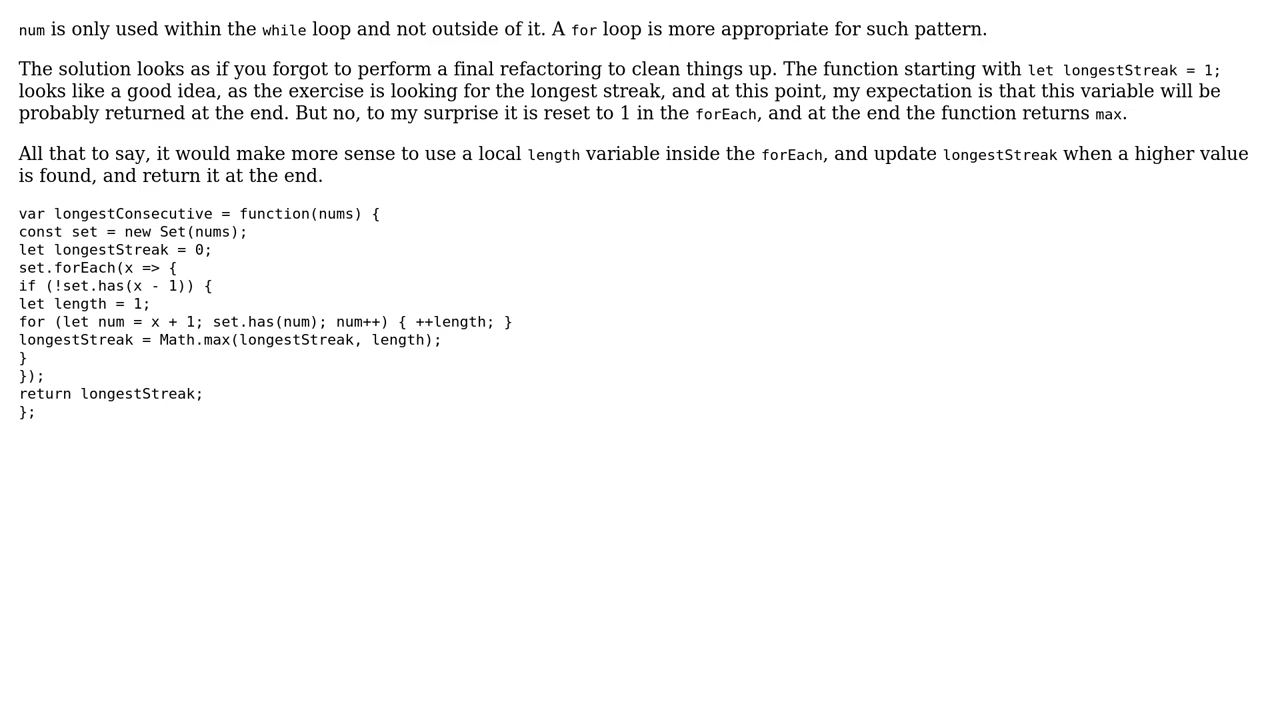 num is only used within the while loop and not outside of it. A for loop is more appropriate for such pattern.
The solution looks as if you forgot to perform a final refactoring to clean things up. The function starting with let longestStreak = 1;
looks like a good idea, as the exercise is looking for the longest streak, and at this point, my expectation is that this variable will be
probably returned at the end. But no, to my surprise it is reset to 1 in the forEach, and at the end the function returns max.
All that to say, it would make more sense to use a local length variable inside the forEach, and update longestStreak when a higher value
is found, and return it at the end.
var longestConsecutive = function(nums) {
const set = new Set(nums);
let longestStreak = 0;
set.forEach(x => {
if (!set.has(x - 1)) {
let length = 1;
for (let num = x + 1; set.has(num); num++) { ++length; }
longestStreak = Math.max(longestStreak, length);
}
});
return longestStreak;
};